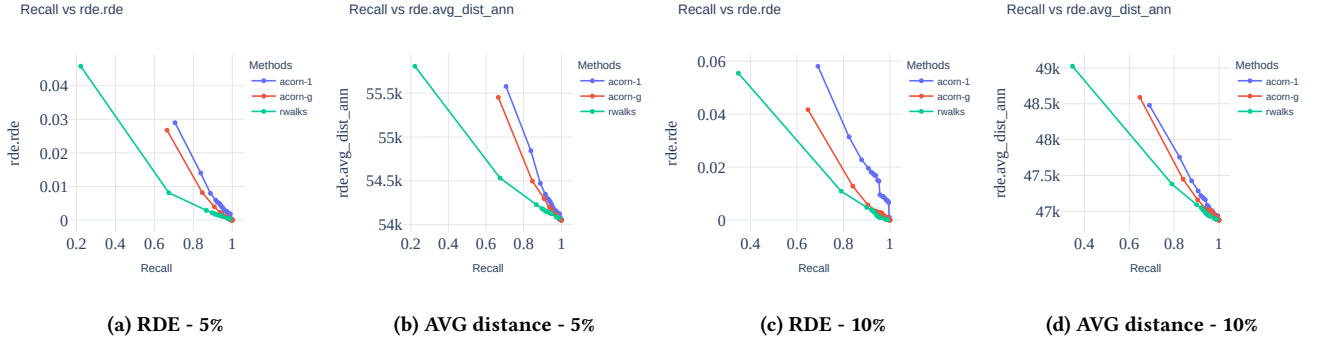 Recall vs rde.rde
0.04
0.03
0.02
0.01
0
0.2 0.4 0.6 0.8 1
rde.rde
Recall
Methods
acorn-1
acorn-g
rwalks
(a) RDE - 5%
Recall vs rde.avg_dist_ann
55.5k
55k
54.5k
54k
0.2 0.4 0.6 0.8 1
rde.avg_dist_ann
Recall
Methods
acorn-1
acorn-g
rwalks
(b) AVG distance - 5%
Recall vs rde.rde
0.06
0.04
0.02
0
0.4 0.6 0.8 1
rde.rde
Recall
Methods
acorn-1
acorn-g
rwalks
(c) RDE - 10%
Recall vs rde.avg_dist_ann
49k
48.5k
48k
47.5k
47k
0.4 0.6 0.8 1
rde.avg_dist_ann
Recall
Methods
acorn-1
acorn-g
rwalks
(d) AVG distance - 10%